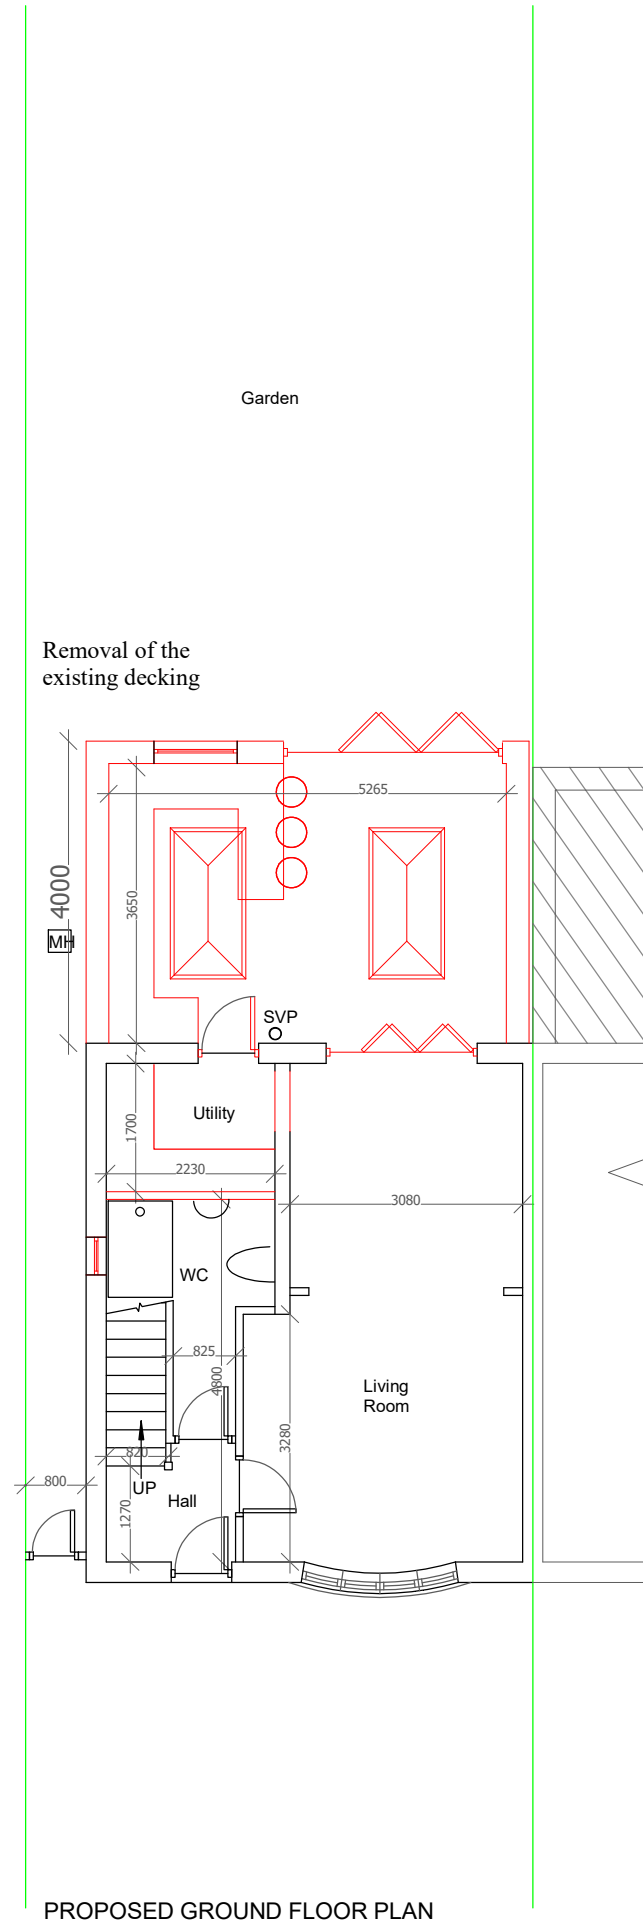 Garden
Removal of the
existing decking
5265
3650
4000
MH
SVP
Utility
1700
2230
3080
WC
825
4800
Living
Room
3280
820
800
UP
Hall
1270
PROPOSED GROUND FLOOR PLAN